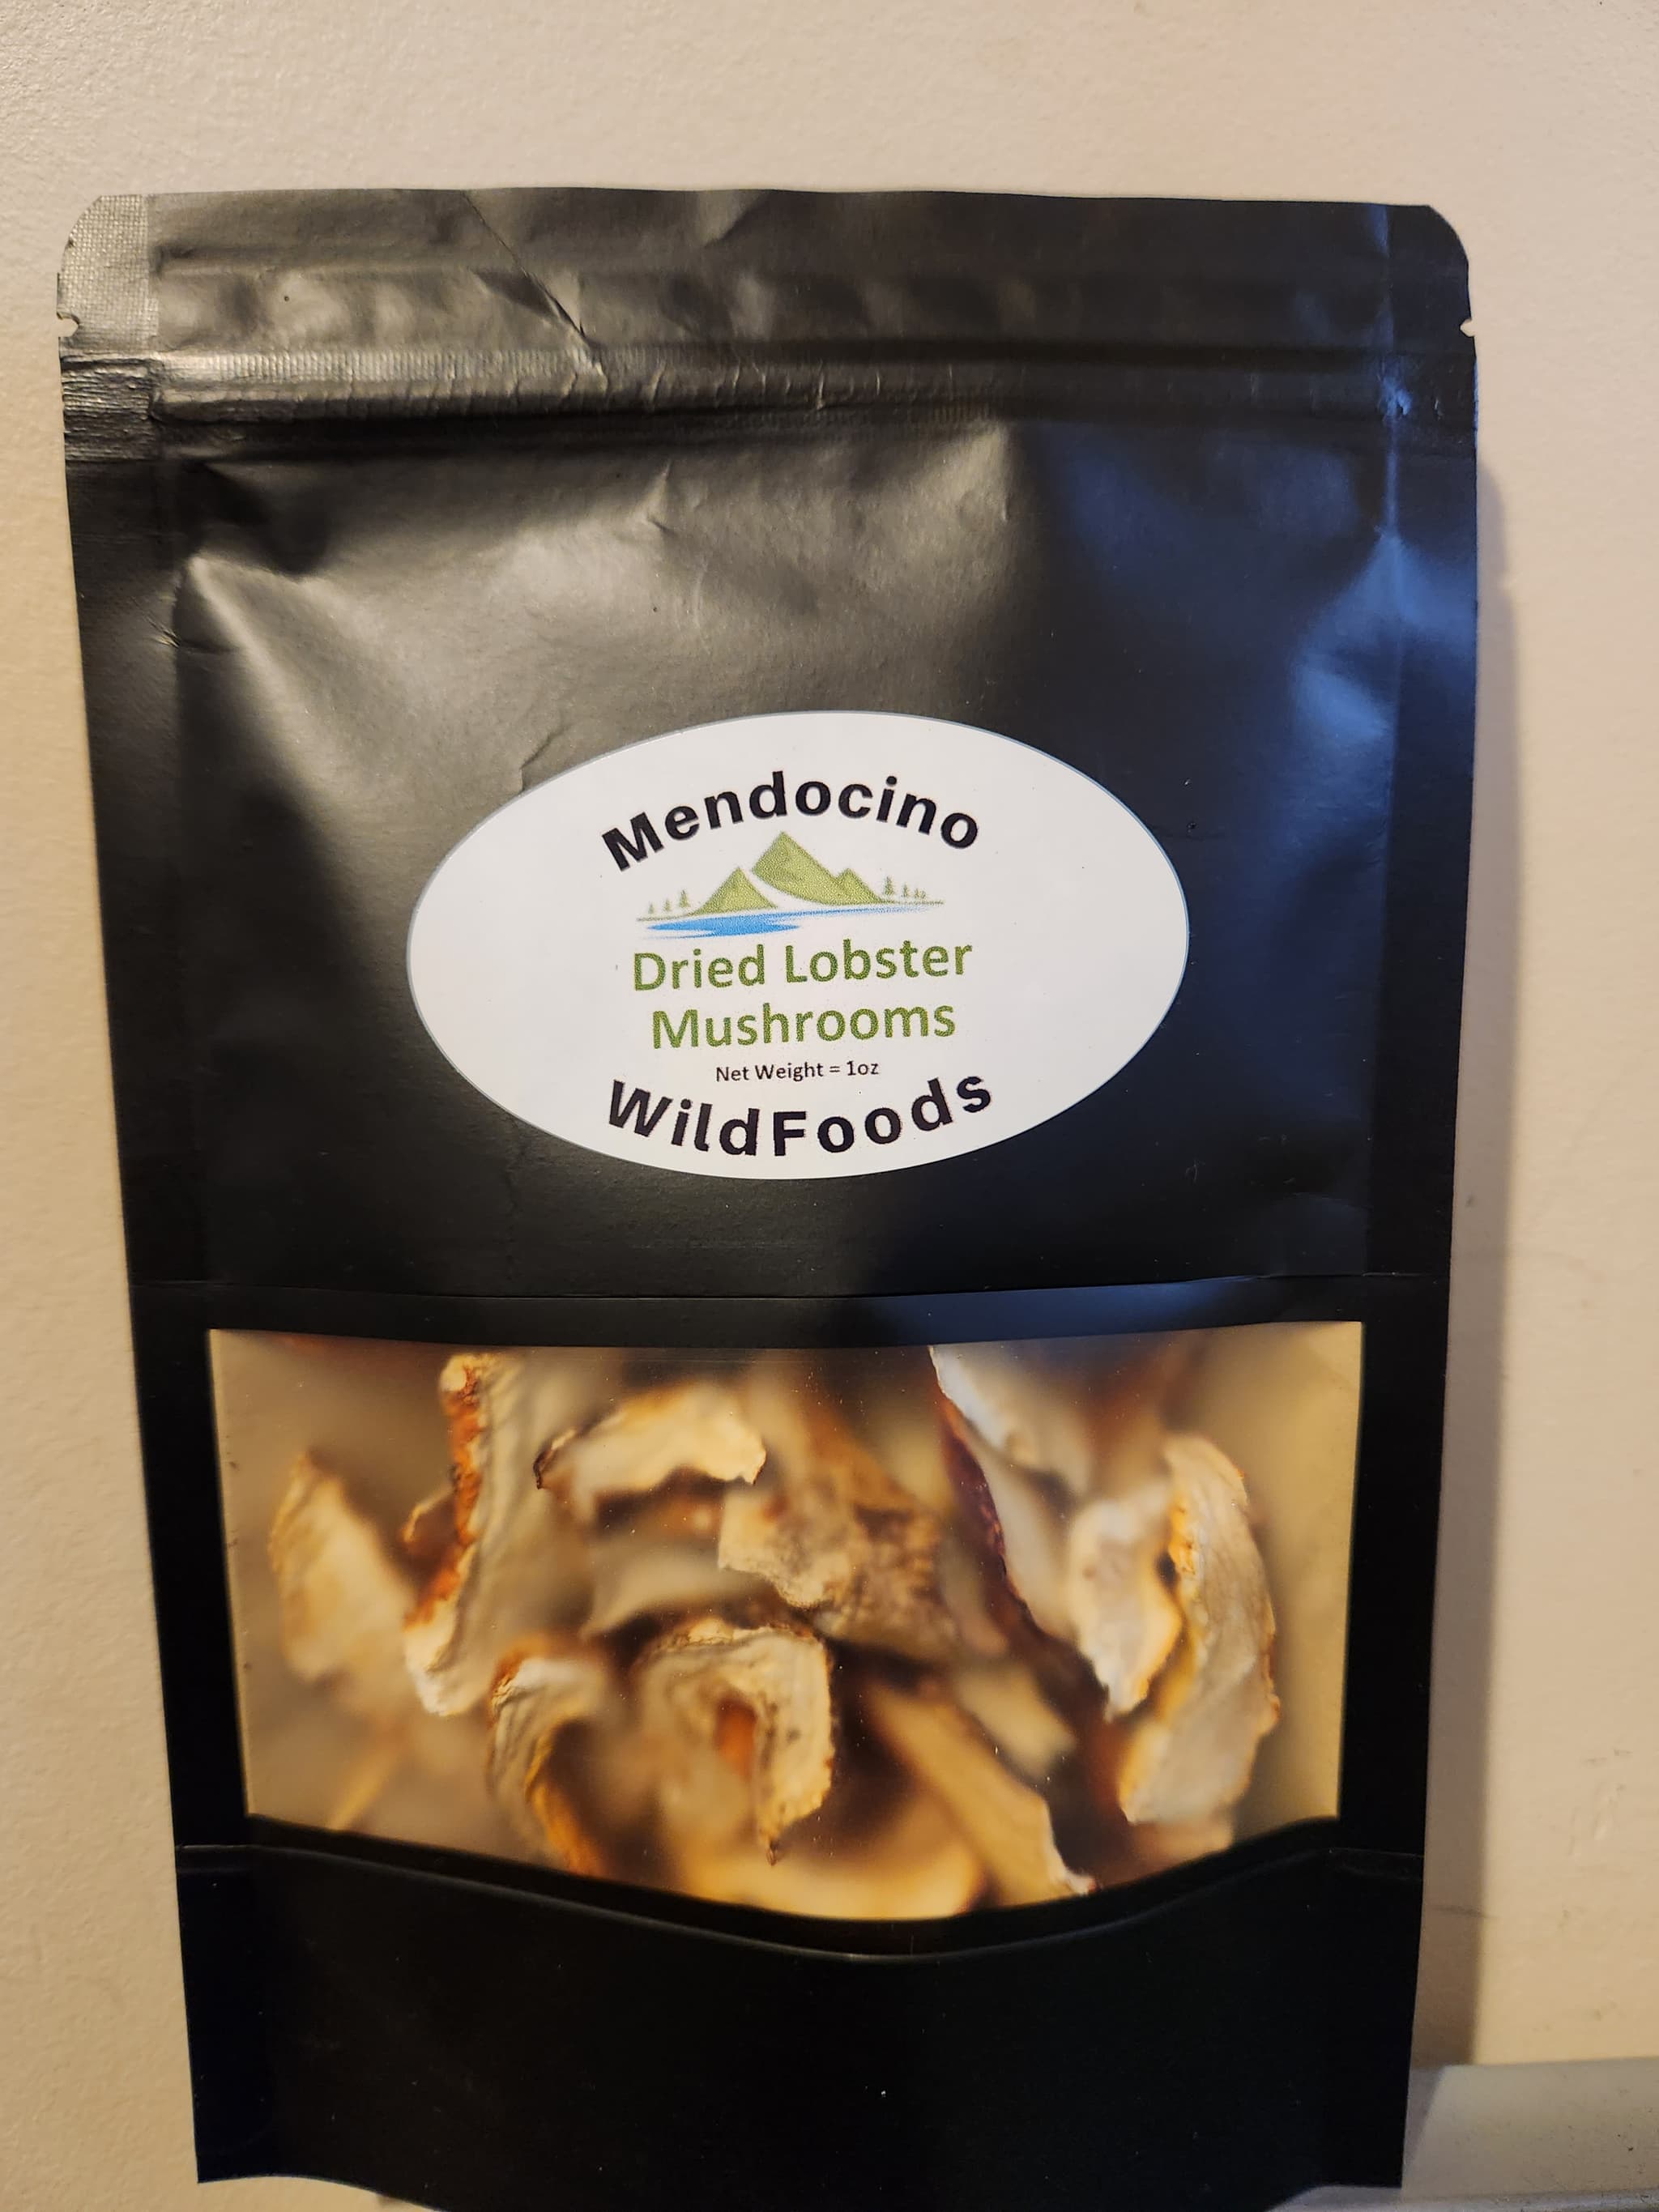 Mendocino
Dried Lobster
Mushrooms
Net Weight = 1oz
WildFoods